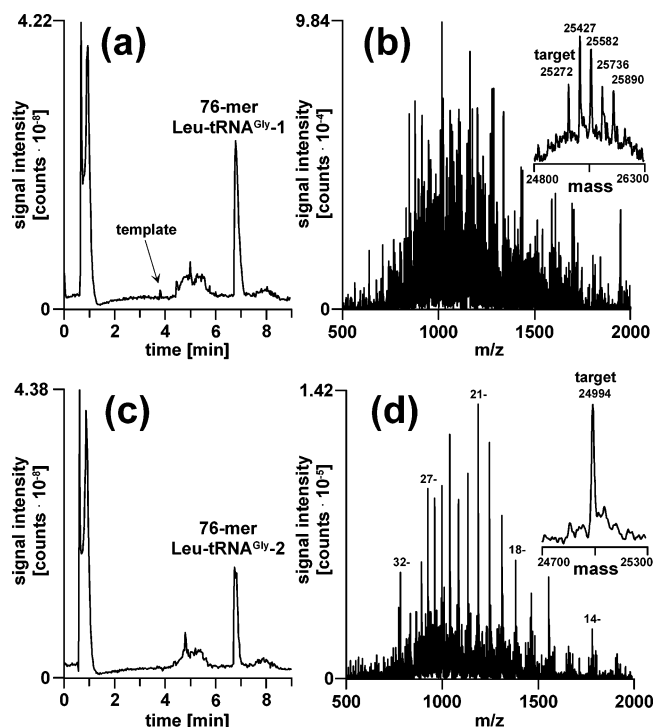 4.22
(a)
76-mer
Leu-tRNAGly-1
template
signal intensity
[counts · 10-8]
0
0 2 4 6 8
time [min]
9.84
(b)
25427
25582
target
25736
25272
25890
24800 26300
mass
signal intensity
[counts · 10-4]
0
500 1000 1500 2000
m/z
4.38
(c)
76-mer
Leu-tRNAGly-2
signal intensity
[counts · 10-8]
0
0 2 4 6 8
time [min]
1.42
(d)
21-
target
24994
27-
24700 25300
mass
32-
18-
14-
signal intensity
[counts · 10-5]
0
500 1000 1500 2000
m/z